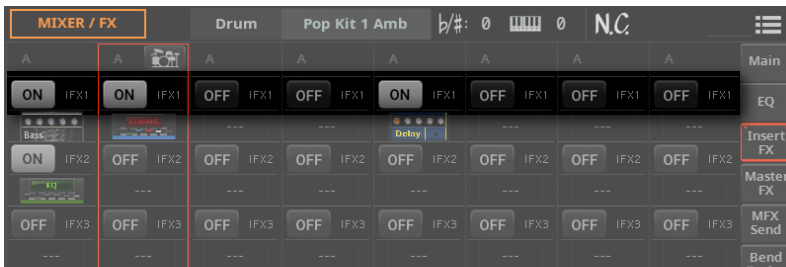 MIXER / FX Drum Pop Kit 1 Amb b/#: 0 0 N.C.
A A A A A A A A Main
ON IFX1 ON IFX1 OFF IFX1 OFF IFX1 ON IFX1 OFF IFX1 OFF IFX1 OFF IFX1 EQ
Bass DYNAMIC --- --- Delay --- --- --- Insert FX
ON IFX2 OFF IFX2 OFF IFX2 OFF IFX2 OFF IFX2 OFF IFX2 OFF IFX2 OFF IFX2 Master FX
EQ --- --- --- --- --- --- ---
OFF IFX3 OFF IFX3 OFF IFX3 OFF IFX3 OFF IFX3 OFF IFX3 OFF IFX3 OFF IFX3 MFX Send
--- --- --- --- --- --- --- --- Bend